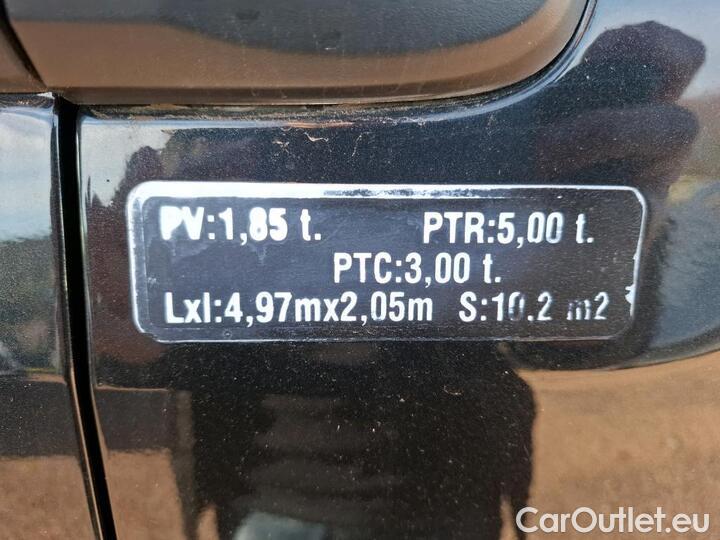 PV:1,85 t. PTR:5,00 t.
PTC:3,00 t.
Lxl:4,97mx2,05m S:10.2 m2
CarOutlet.eu